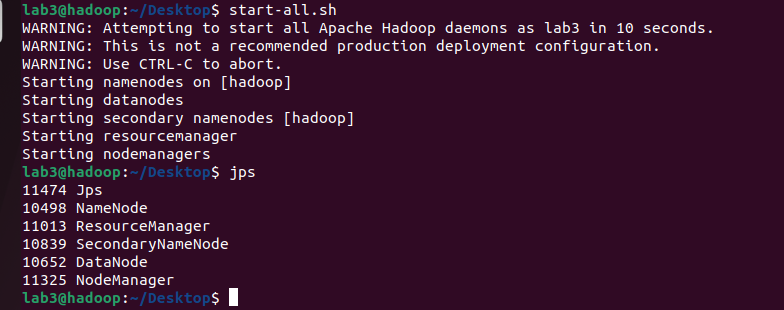 lab3@hadoop:~/Desktop$ start-all.sh
WARNING: Attempting to start all Apache Hadoop daemons as lab3 in 10 seconds.
WARNING: This is not a recommended production deployment configuration.
WARNING: Use CTRL-C to abort.
Starting namenodes on [hadoop]
Starting datanodes
Starting secondary namenodes [hadoop]
Starting resourcemanager
Starting nodemanagers
lab3@hadoop:~/Desktop$ jps
11474 Jps
10498 NameNode
11013 ResourceManager
10839 SecondaryNameNode
10652 DataNode
11325 NodeManager
lab3@hadoop:~/Desktop$